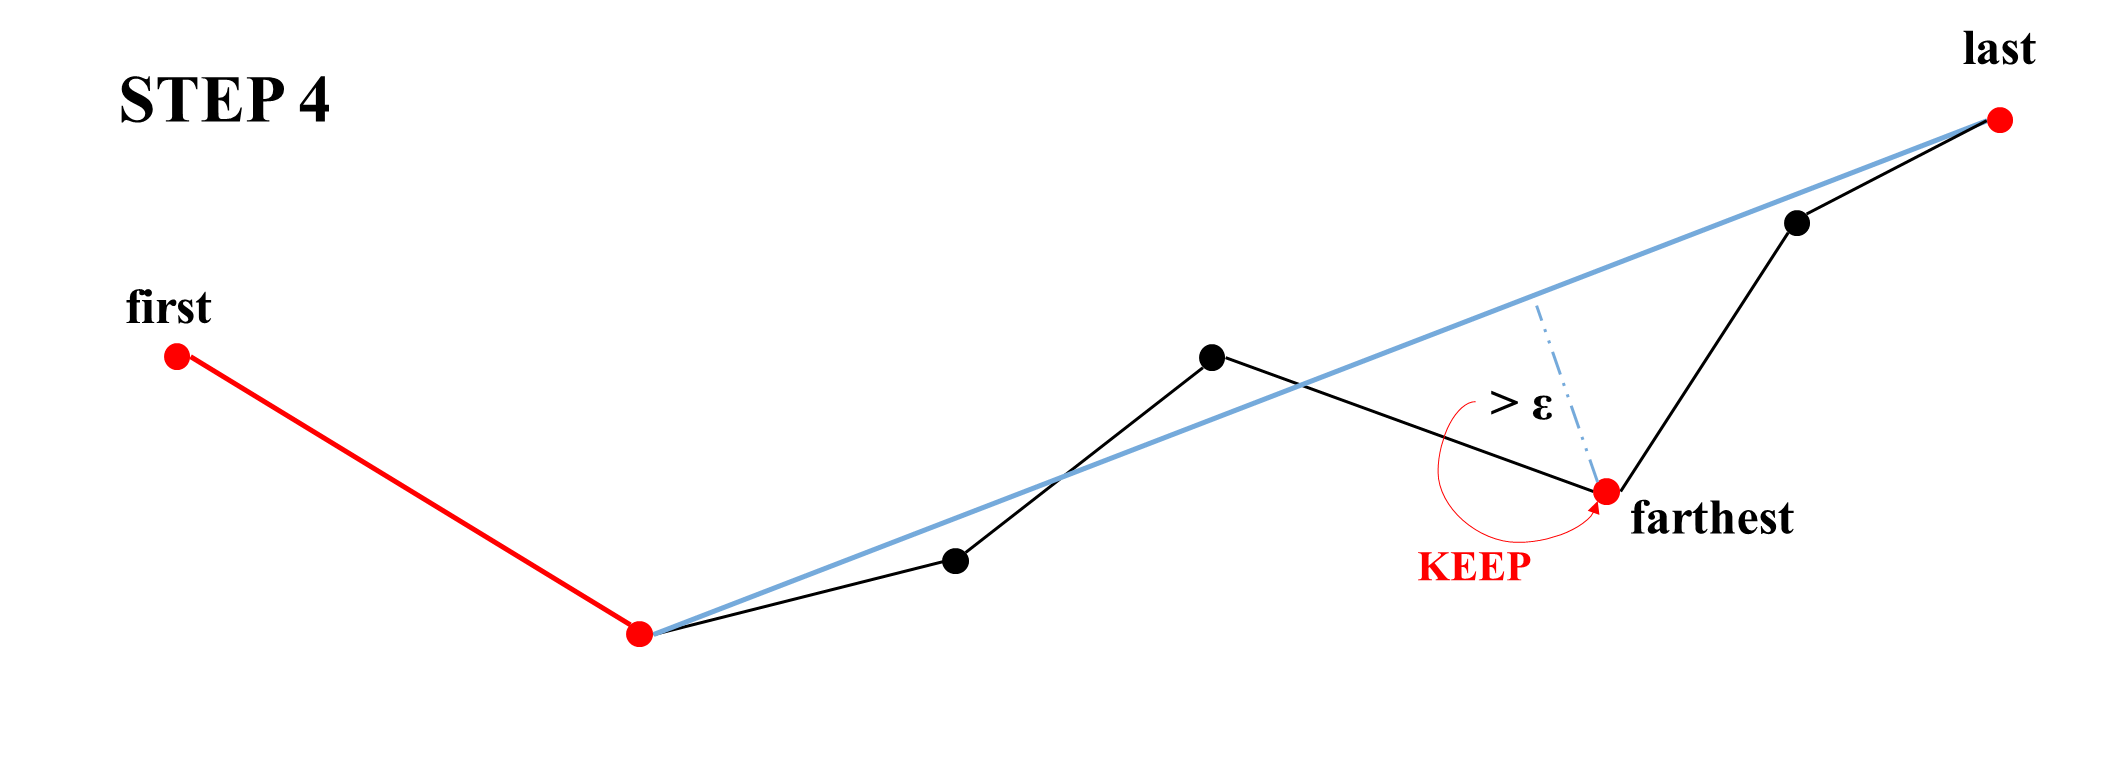 STEP 4
last
first
> ε
farthest
KEEP